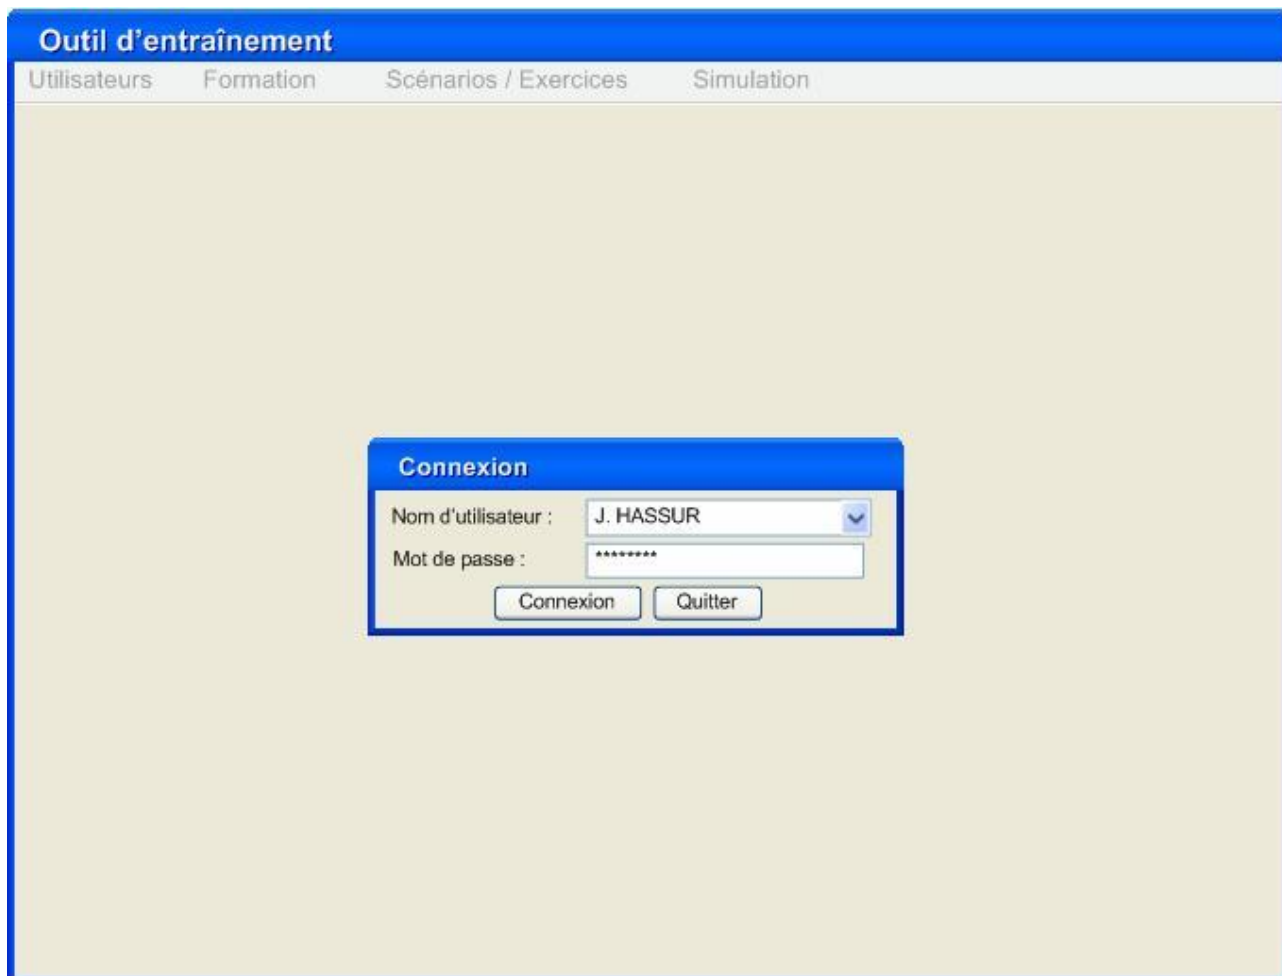 Outil d’entraînement
Utilisateurs Formation Scénarios / Exercices Simulation
Connexion
Nom d’utilisateur : J. HASSUR
Mot de passe : ********
Connexion Quitter